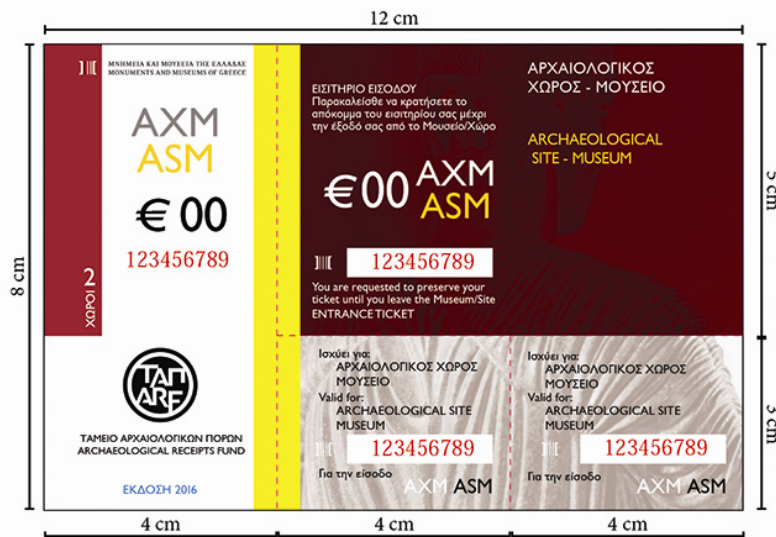 12 cm
ΜΝΗΜΕΙΑ ΚΑΙ ΜΟΥΣΕΙΑ ΤΗΣ ΕΛΛΑΔΑΣ
MONUMENTS AND MUSEUMS OF GREECE
ΑΧΜ
ASM
€ 00
123456789
ΧΩΡΟΙ 2
ΤΑΠ
ARF
ΤΑΜΕΙΟ ΑΡΧΑΙΟΛΟΓΙΚΩΝ ΠΟΡΩΝ
ARCHAEOLOGICAL RECEIPTS FUND
ΕΚΔΟΣΗ 2016
ΕΙΣΙΤΗΡΙΟ ΕΙΣΟΔΟΥ
Παρακαλείσθε να κρατήσετε το
απόκομμα του εισιτηρίου σας μέχρι
την έξοδό σας από το Μουσείο/Χώρο
€ 00 ΑΧΜ
ASM
123456789
You are requested to preserve your
ticket until you leave the Museum/Site
ENTRANCE TICKET
ΑΡΧΑΙΟΛΟΓΙΚΟΣ
ΧΩΡΟΣ - ΜΟΥΣΕΙΟ
ARCHAEOLOGICAL
SITE - MUSEUM
Ισχύει για:
ΑΡΧΑΙΟΛΟΓΙΚΟΣ ΧΩΡΟΣ
ΜΟΥΣΕΙΟ
Valid for:
ARCHAEOLOGICAL SITE
MUSEUM
123456789
Για την είσοδο
ΑΧΜ ASM
Ισχύει για:
ΑΡΧΑΙΟΛΟΓΙΚΟΣ ΧΩΡΟΣ
ΜΟΥΣΕΙΟ
Valid for:
ARCHAEOLOGICAL SITE
MUSEUM
123456789
Για την είσοδο
ΑΧΜ ASM
8 cm
5 cm
3 cm
4 cm
4 cm
4 cm